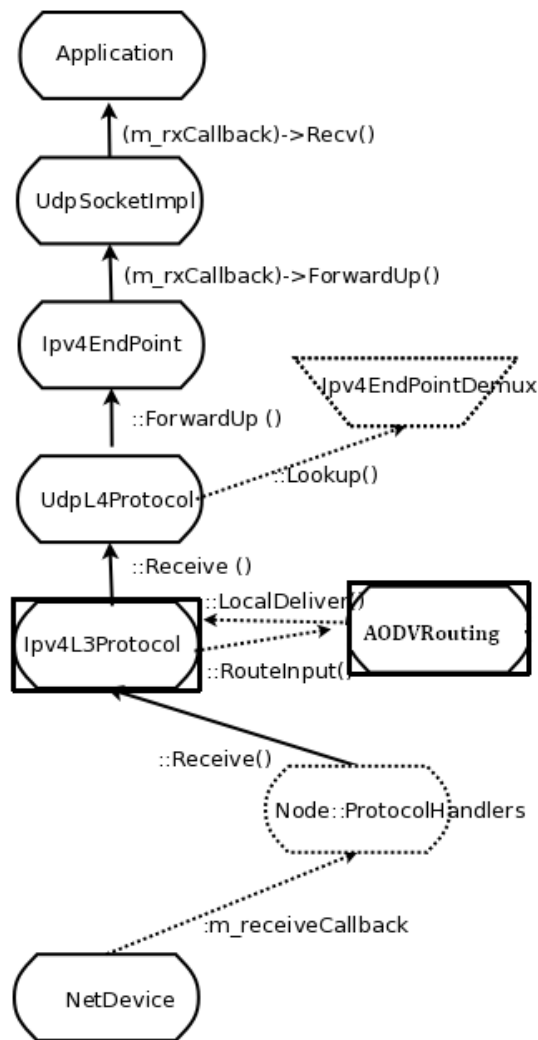 Application
(m_rxCallback)->Recv()
UdpSocketImpl
(m_rxCallback)->ForwardUp()
Ipv4EndPoint
Ipv4EndPointDemux
::ForwardUp ()
::Lookup()
UdpL4Protocol
::Receive ()
::LocalDeliver()
Ipv4L3Protocol
AODVRouting
::RouteInput()
::Receive()
Node::ProtocolHandlers
:m_receiveCallback
NetDevice